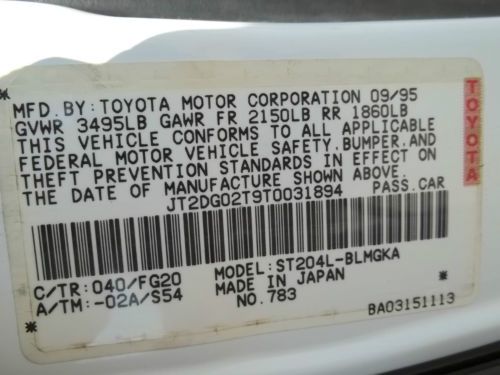 MFD. BY: TOYOTA MOTOR CORPORATION 09/95
GVWR 3495LB GAWR FR 2150LB RR 1860LB
THIS VEHICLE CONFORMS TO ALL APPLICABLE
FEDERAL MOTOR VEHICLE SAFETY, BUMPER, AND
THEFT PREVENTION STANDARDS IN EFFECT ON
THE DATE OF MANUFACTURE SHOWN ABOVE.
JT2DG02T9T0031894 PASS. CAR
TOYOTA
C/TR: 040/FG20 MODEL: ST204L-BLMGKA
A/TM: -02A/S54 MADE IN JAPAN
NO. 783
BA03151113